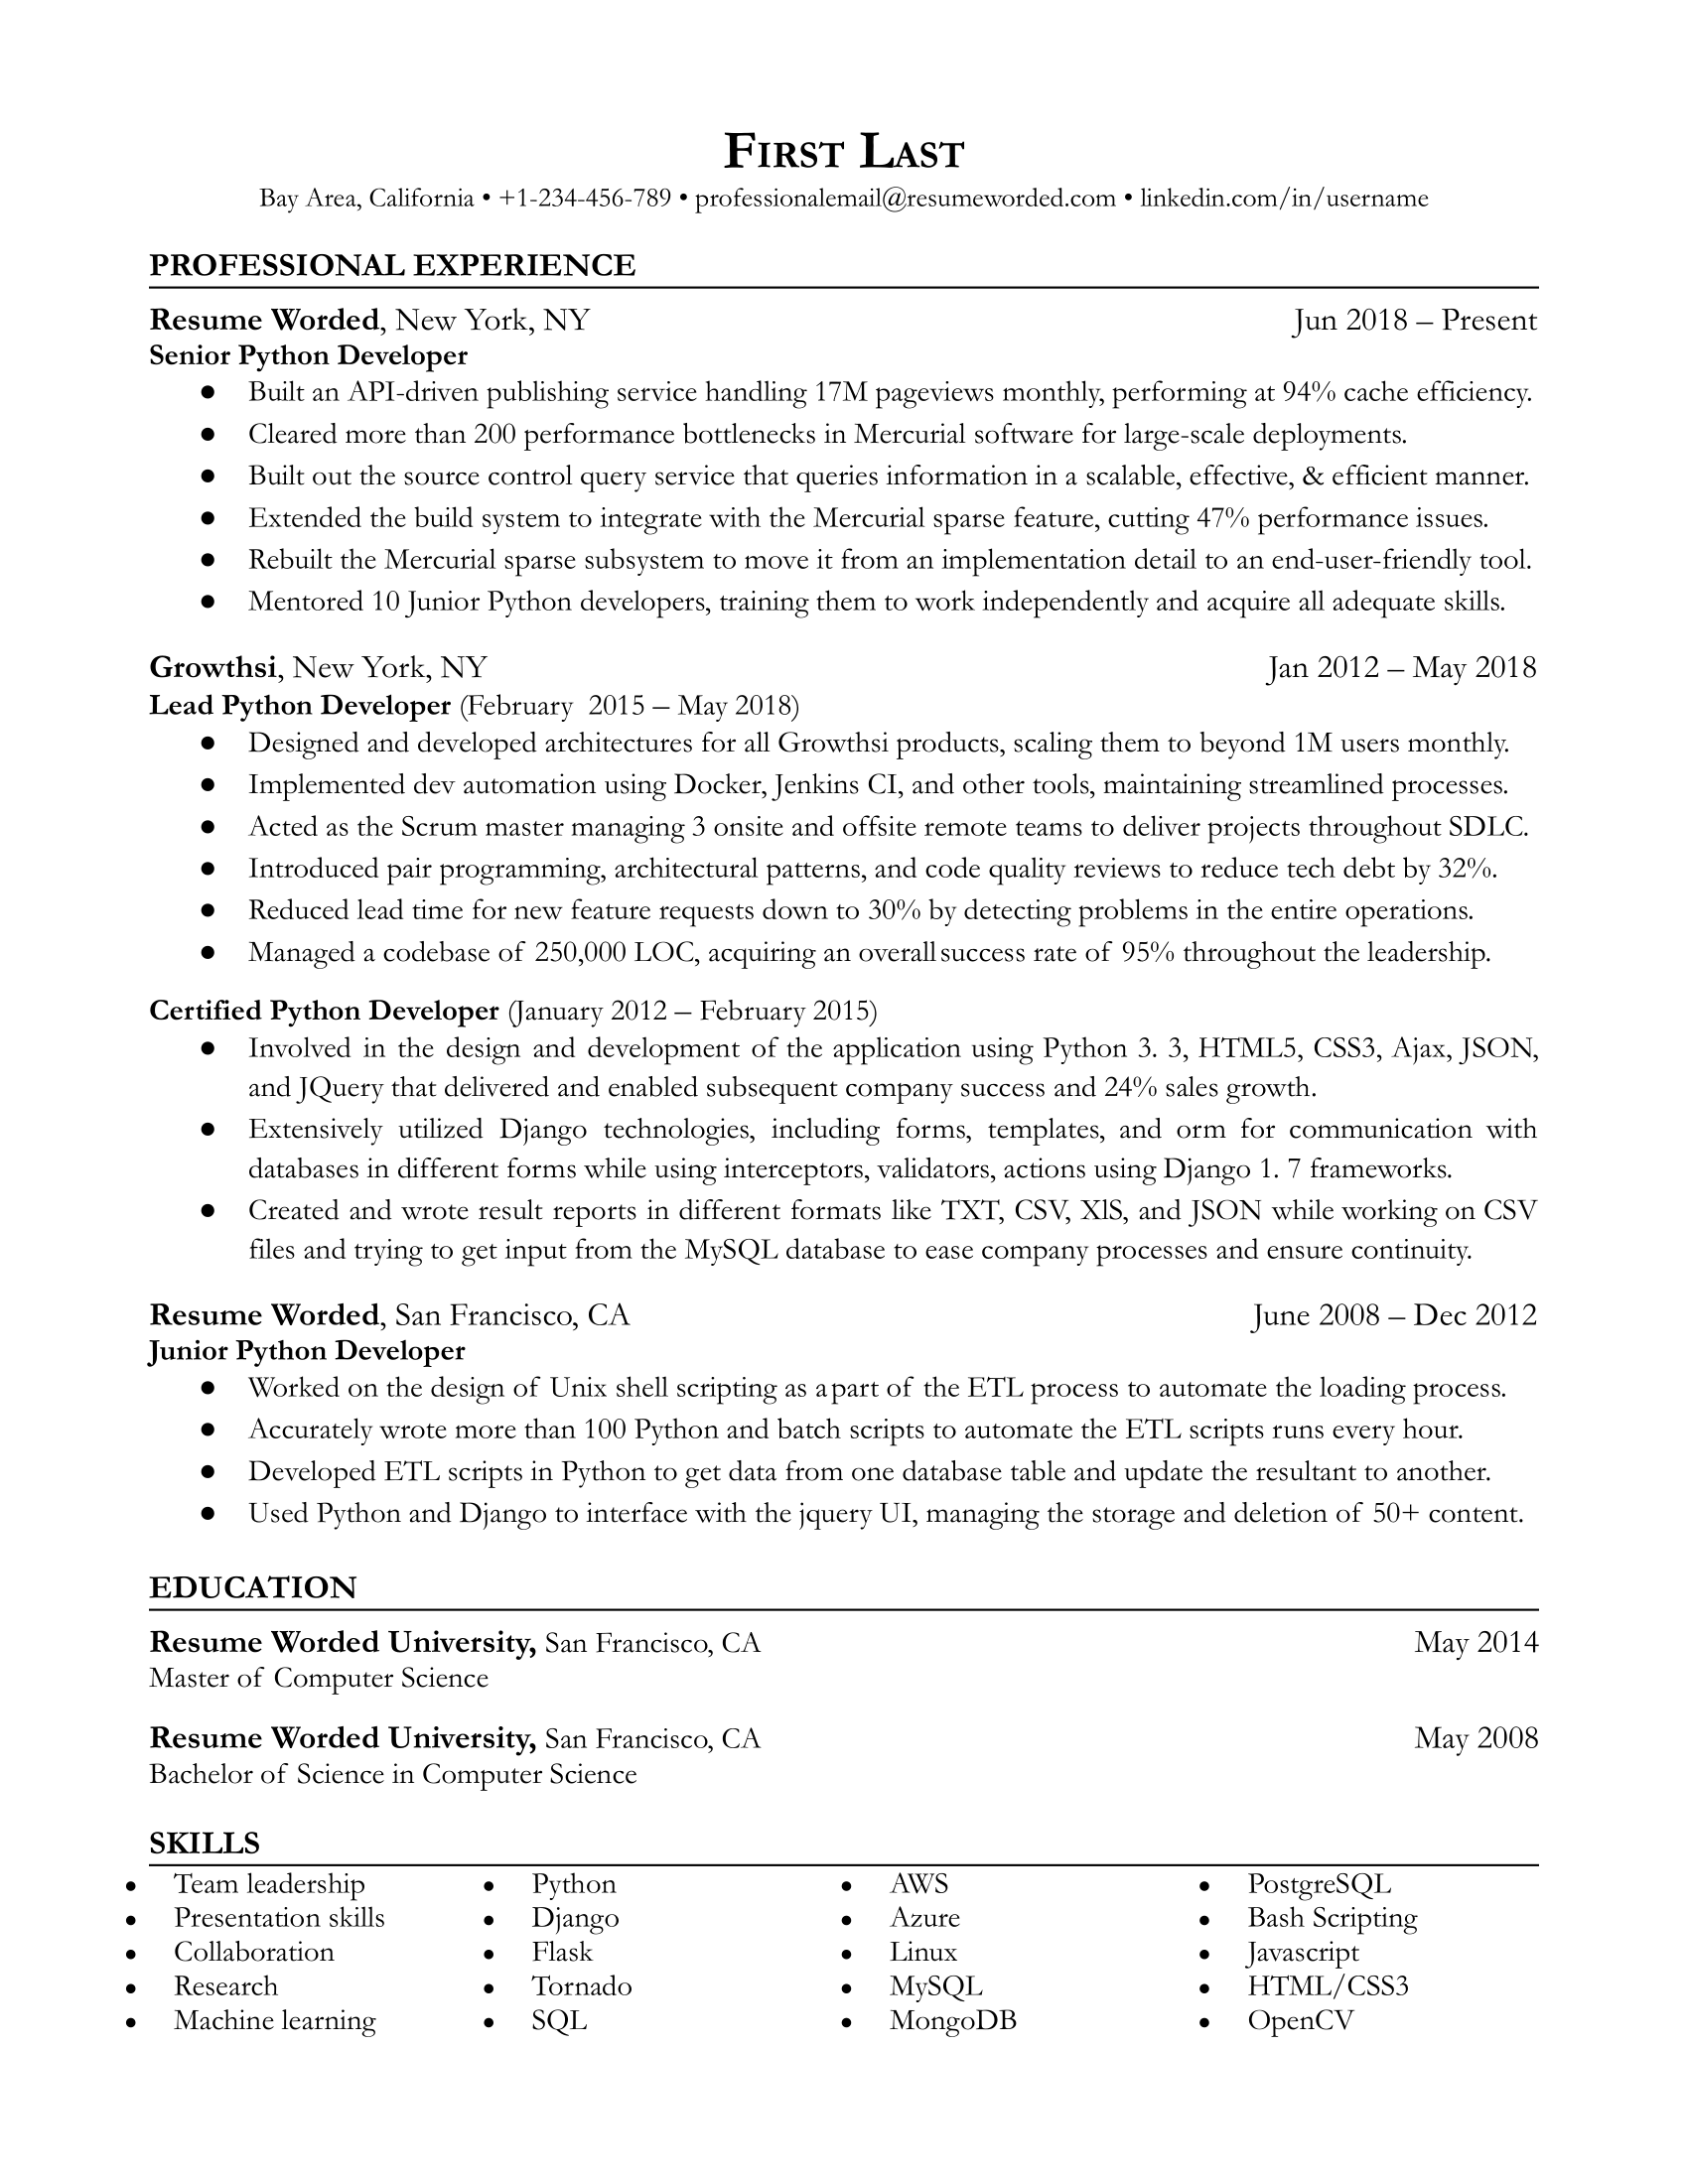 FIRST LAST
Bay Area, California • +1-234-456-789 • professionalemail@resumeworded.com • linkedin.com/in/username
PROFESSIONAL EXPERIENCE
Resume Worded, New York, NY Jun 2018 – Present
Senior Python Developer
● Built an API-driven publishing service handling 17M pageviews monthly, performing at 94% cache efficiency.
● Cleared more than 200 performance bottlenecks in Mercurial software for large-scale deployments.
● Built out the source control query service that queries information in a scalable, effective, & efficient manner.
● Extended the build system to integrate with the Mercurial sparse feature, cutting 47% performance issues.
● Rebuilt the Mercurial sparse subsystem to move it from an implementation detail to an end-user-friendly tool.
● Mentored 10 Junior Python developers, training them to work independently and acquire all adequate skills.
Growthsi, New York, NY Jan 2012 – May 2018
Lead Python Developer (February 2015 – May 2018)
● Designed and developed architectures for all Growthsi products, scaling them to beyond 1M users monthly.
● Implemented dev automation using Docker, Jenkins CI, and other tools, maintaining streamlined processes.
● Acted as the Scrum master managing 3 onsite and offsite remote teams to deliver projects throughout SDLC.
● Introduced pair programming, architectural patterns, and code quality reviews to reduce tech debt by 32%.
● Reduced lead time for new feature requests down to 30% by detecting problems in the entire operations.
● Managed a codebase of 250,000 LOC, acquiring an overall success rate of 95% throughout the leadership.
Certified Python Developer (January 2012 – February 2015)
● Involved in the design and development of the application using Python 3. 3, HTML5, CSS3, Ajax, JSON,
and JQuery that delivered and enabled subsequent company success and 24% sales growth.
● Extensively utilized Django technologies, including forms, templates, and orm for communication with
databases in different forms while using interceptors, validators, actions using Django 1. 7 frameworks.
● Created and wrote result reports in different formats like TXT, CSV, XlS, and JSON while working on CSV
files and trying to get input from the MySQL database to ease company processes and ensure continuity.
Resume Worded, San Francisco, CA June 2008 – Dec 2012
Junior Python Developer
● Worked on the design of Unix shell scripting as a part of the ETL process to automate the loading process.
● Accurately wrote more than 100 Python and batch scripts to automate the ETL scripts runs every hour.
● Developed ETL scripts in Python to get data from one database table and update the resultant to another.
● Used Python and Django to interface with the jquery UI, managing the storage and deletion of 50+ content.
EDUCATION
Resume Worded University, San Francisco, CA May 2014
Master of Computer Science
Resume Worded University, San Francisco, CA May 2008
Bachelor of Science in Computer Science
SKILLS
• Team leadership • Python • AWS • PostgreSQL
• Presentation skills • Django • Azure • Bash Scripting
• Collaboration • Flask • Linux • Javascript
• Research • Tornado • MySQL • HTML/CSS3
• Machine learning • SQL • MongoDB • OpenCV